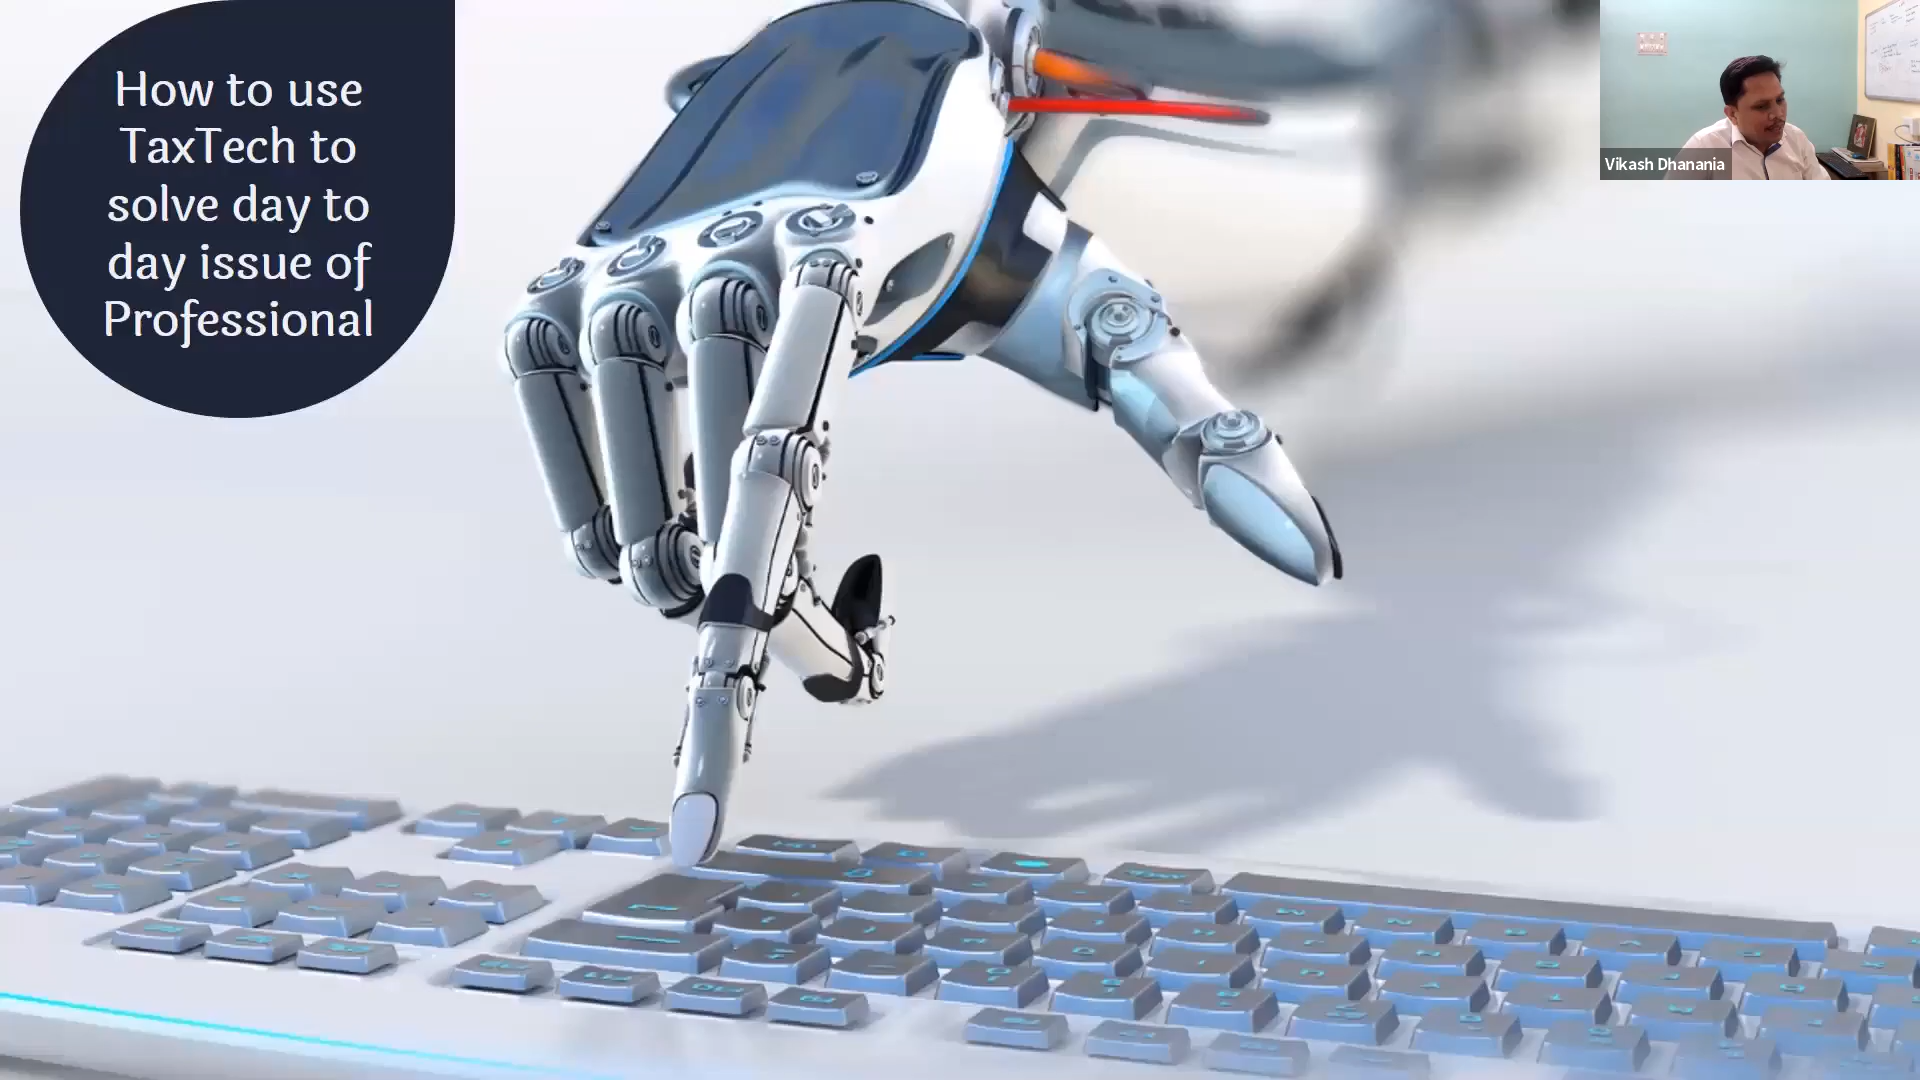 How to use
TaxTech to
solve day to
day issue of
Professional
Vikash Dhanania